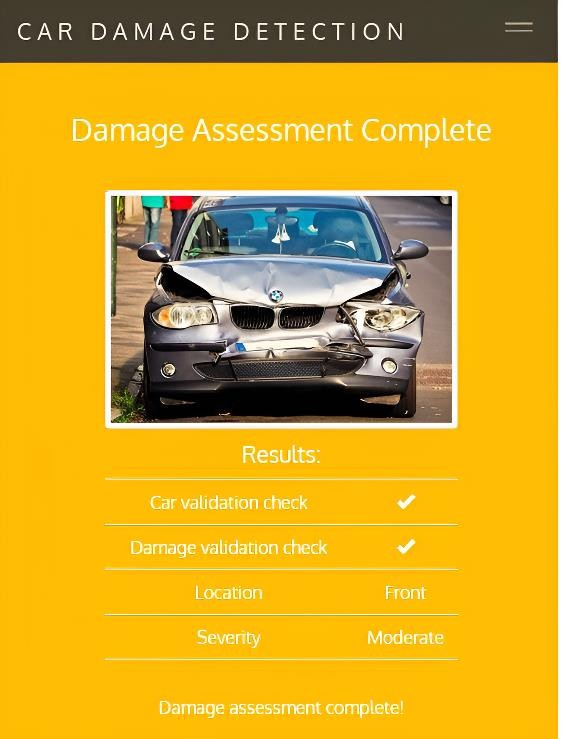 CAR DAMAGE DETECTION
Damage Assessment Complete
Results:
Car validation check ✔
Damage validation check ✔
Location Front
Severity Moderate
Damage assessment complete!